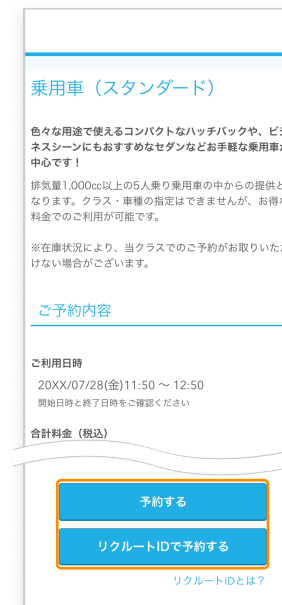 乗用車（スタンダード）
色々な用途で使えるコンパクトなハッチバックや、ビジ
ネスシーンにもおすすめなセダンなどお手軽な乗用車が
中心です！
排気量1,000cc以上の5人乗り乗用車の中からの提供と
なります。クラス・車種の指定はできませんが、お得な
料金でのご利用が可能です。
※在庫状況により、当クラスでのご予約がお取りいただ
けない場合がございます。
ご予約内容
ご利用日時
20XX/07/28(金)11:50 〜 12:50
開始日時と終了日時をご確認ください
合計料金（税込）
予約する
リクルートIDで予約する
リクルートIDとは？